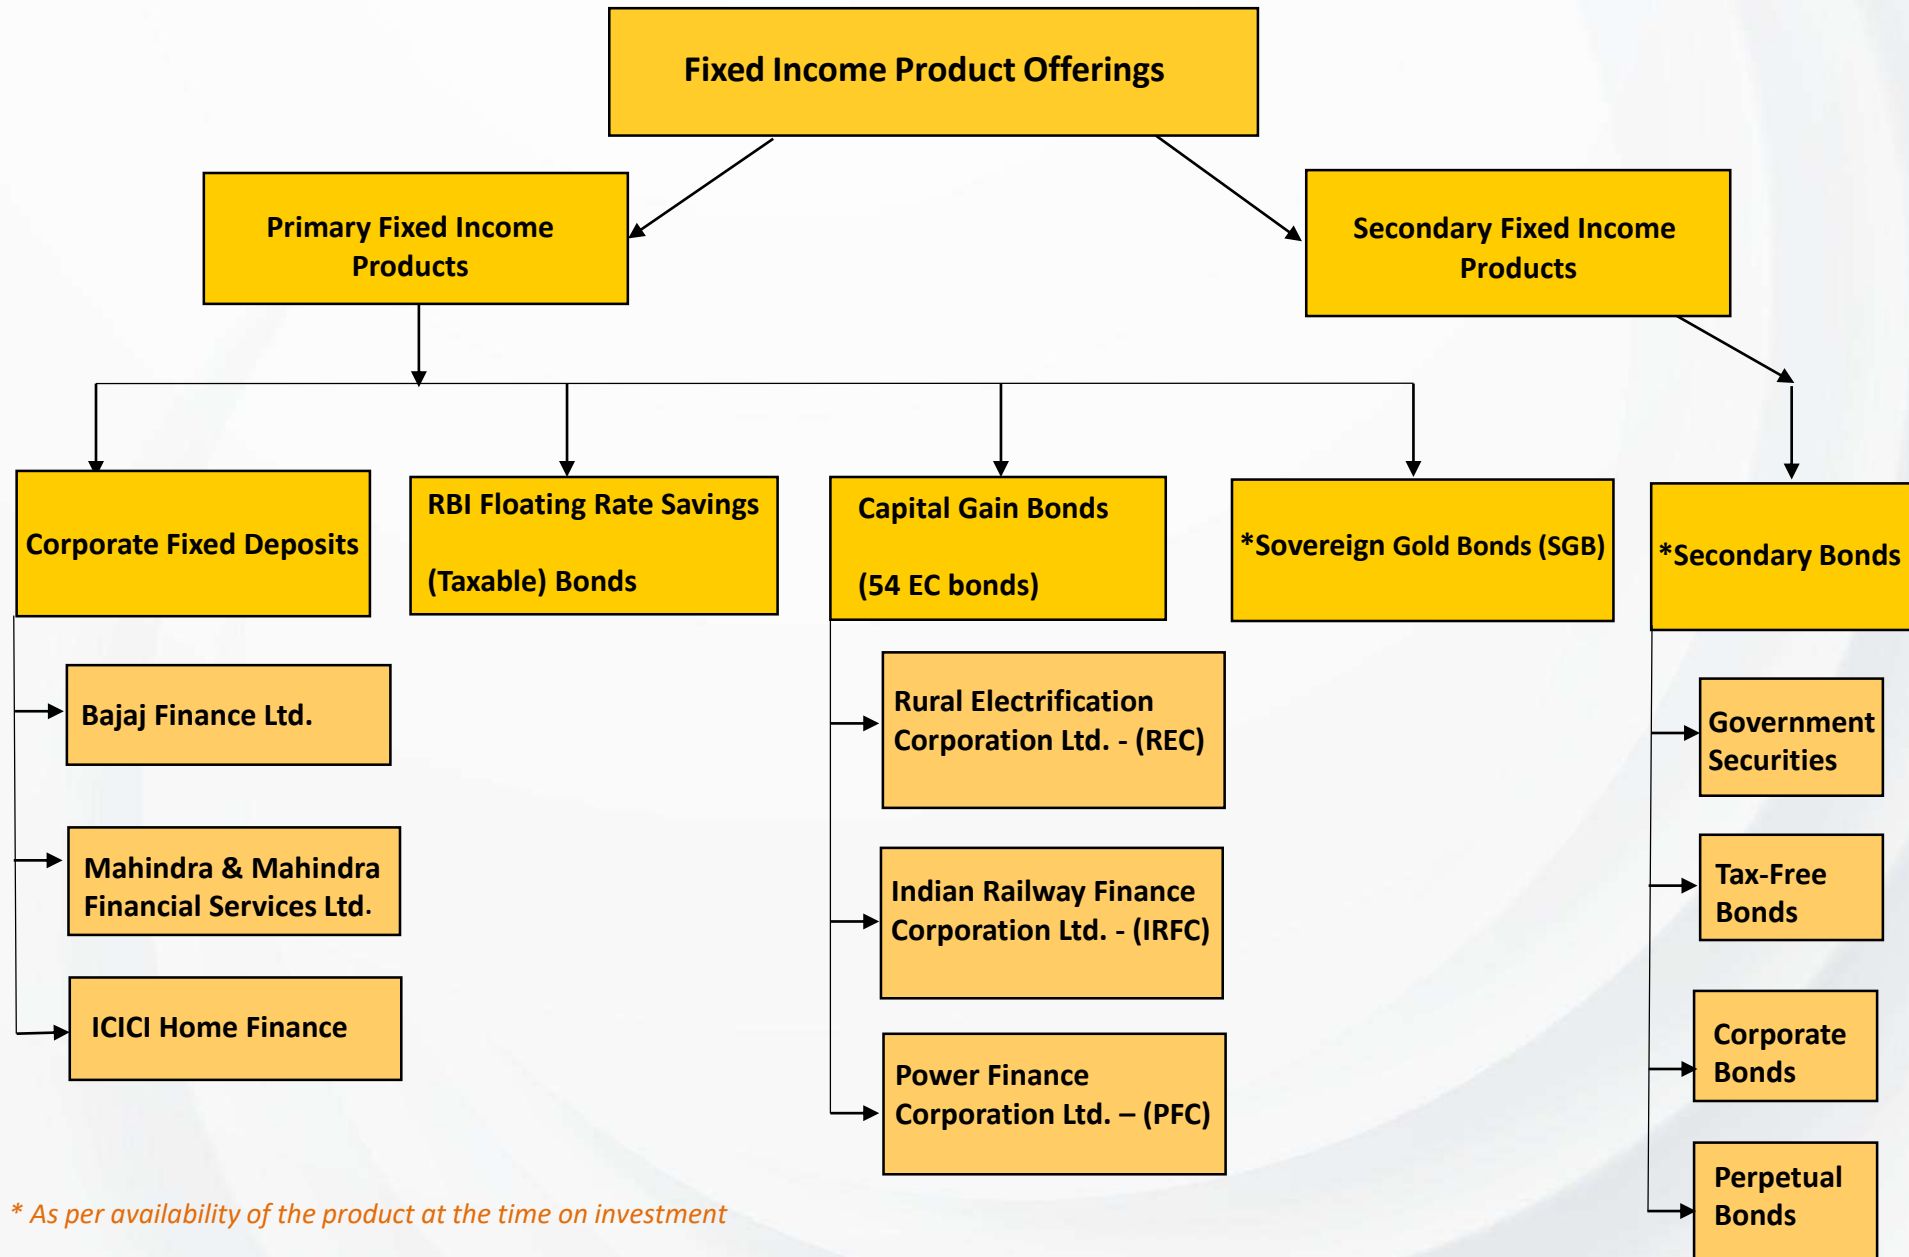 Fixed Income Product Offerings
Primary Fixed Income
Products
Secondary Fixed Income
Products
Corporate Fixed Deposits
RBI Floating Rate Savings
(Taxable) Bonds
Capital Gain Bonds
(54 EC bonds)
*Sovereign Gold Bonds (SGB)
*Secondary Bonds
Bajaj Finance Ltd.
Mahindra & Mahindra
Financial Services Ltd.
ICICI Home Finance
Rural Electrification
Corporation Ltd. - (REC)
Indian Railway Finance
Corporation Ltd. - (IRFC)
Power Finance
Corporation Ltd. – (PFC)
Government
Securities
Tax-Free
Bonds
Corporate
Bonds
Perpetual
Bonds
* As per availability of the product at the time on investment